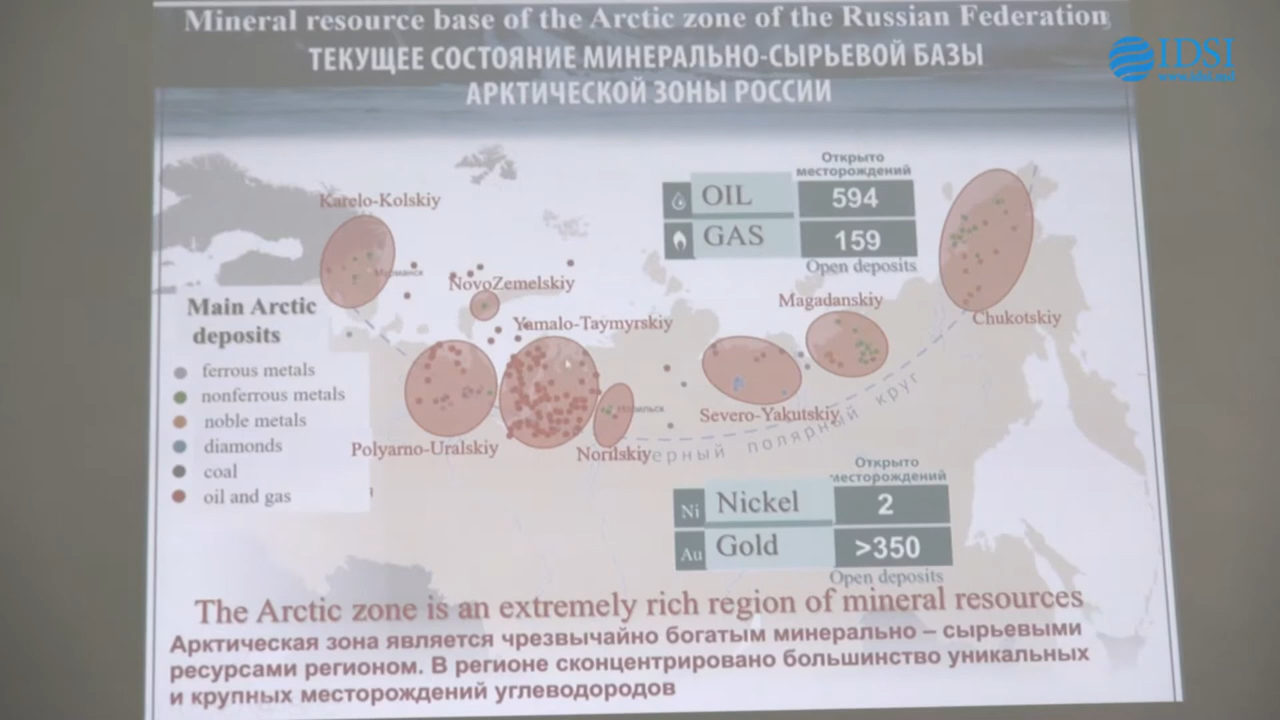 Mineral resource base of the Arctic zone of the Russian Federation
ТЕКУЩЕЕ СОСТОЯНИЕ МИНЕРАЛЬНО-СЫРЬЕВОЙ БАЗЫ
АРКТИЧЕСКОЙ ЗОНЫ РОССИИ
IDSI
Открыто
месторождений
OIL 594
GAS 159
Open deposits
Karelo-Kolskiy
NovoZemelskiy
Yamalo-Taymyrskiy
Magadanskiy
Chukotskiy
Polyarno-Uralskiy
Norilskiy
Severo-Yakutskiy
полярный круг
Main Arctic
deposits
ferrous metals
nonferrous metals
noble metals
diamonds
coal
oil and gas
Открыто
месторождений
Ni Nickel 2
Au Gold >350
Open deposits
The Arctic zone is an extremely rich region of mineral resources
Арктическая зона является чрезвычайно богатым минерально – сырьевыми
ресурсами регионом. В регионе сконцентрировано большинство уникальных
и крупных месторождений углеводородов